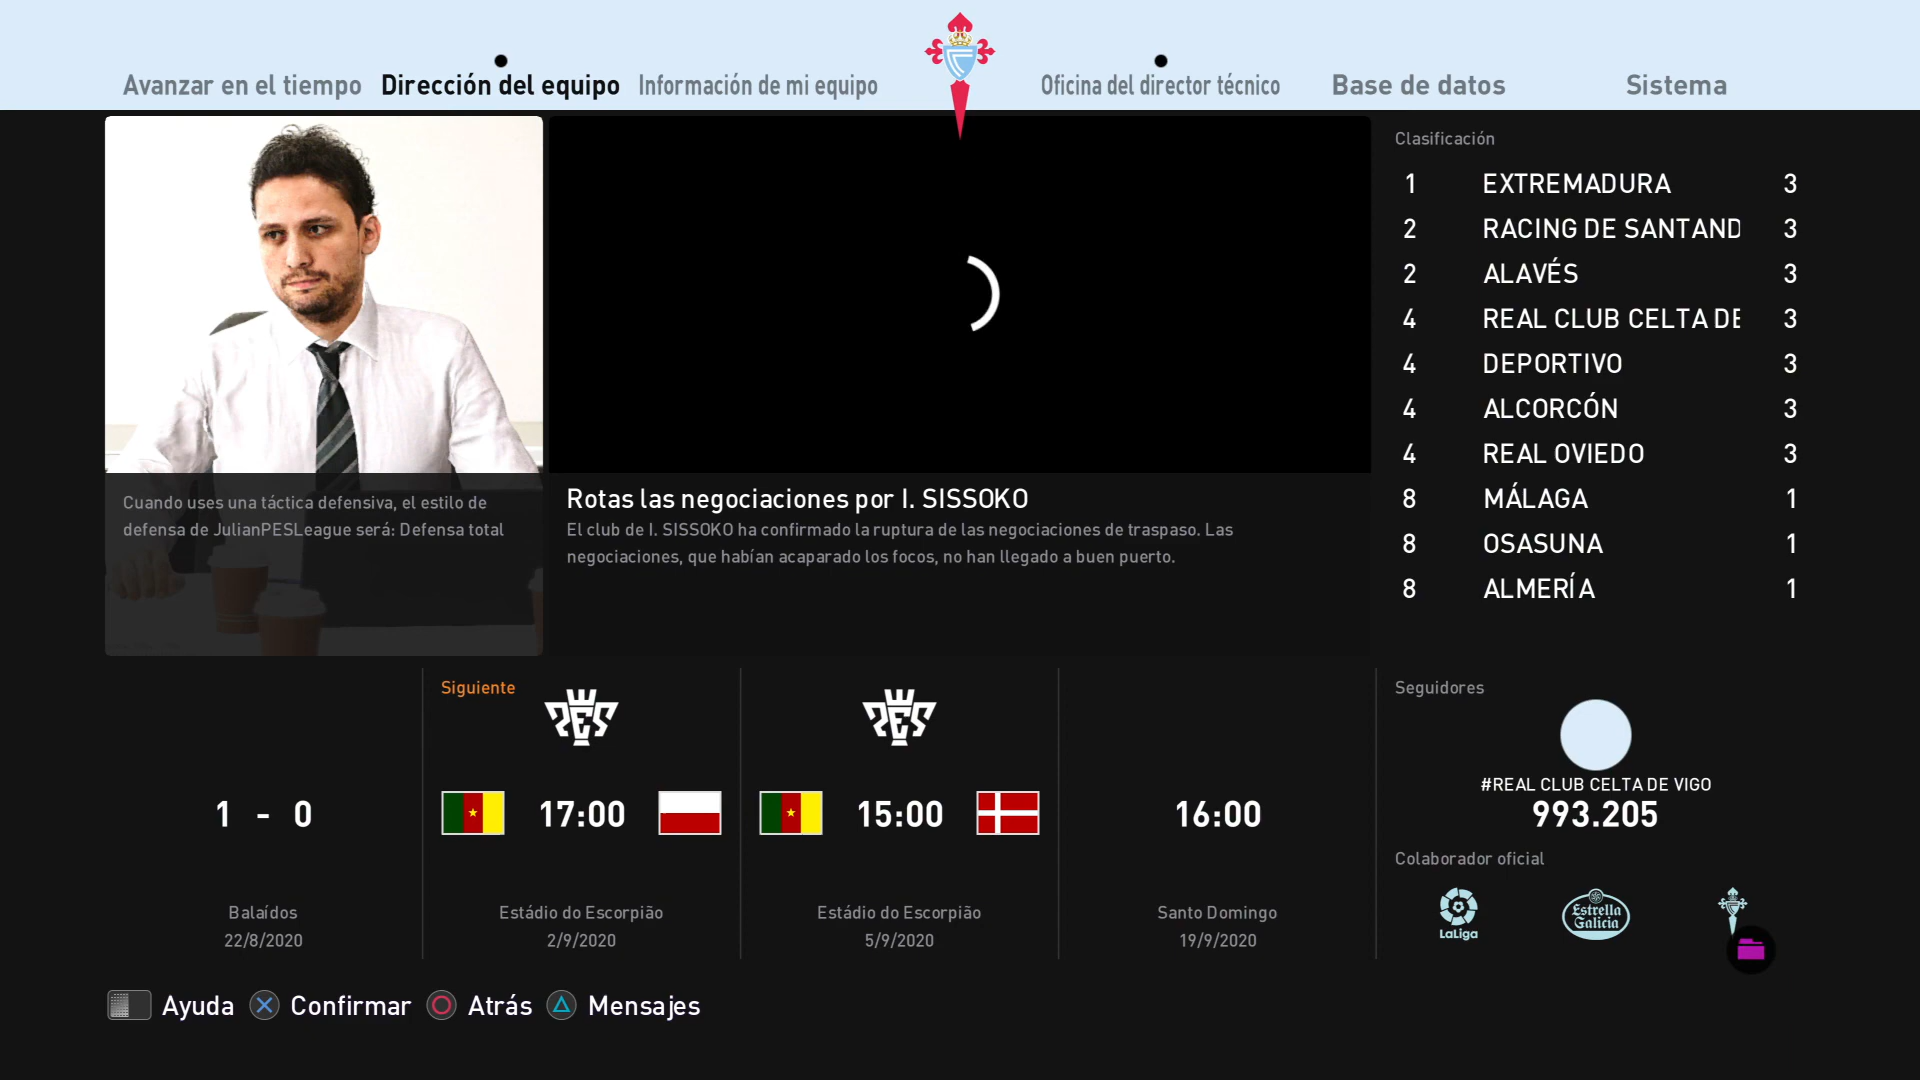 Avanzar en el tiempo
Dirección del equipo
Información de mi equipo
Oficina del director técnico
Base de datos
Sistema
Cuando uses una táctica defensiva, el estilo de
defensa de JulianPESLeague será: Defensa total
Rotas las negociaciones por I. SISSOKO
El club de I. SISSOKO ha confirmado la ruptura de las negociaciones de traspaso. Las
negociaciones, que habían acaparado los focos, no han llegado a buen puerto.
Clasificación
1 EXTREMADURA 3
2 RACING DE SANTAND 3
2 ALAVÉS 3
4 REAL CLUB CELTA DE 3
4 DEPORTIVO 3
4 ALCORCÓN 3
4 REAL OVIEDO 3
8 MÁLAGA 1
8 OSASUNA 1
8 ALMERÍA 1
1 - 0
Balaídos
22/8/2020
Siguiente
PES
17:00
Estádio do Escorpião
2/9/2020
PES
15:00
Estádio do Escorpião
5/9/2020
16:00
Santo Domingo
19/9/2020
Seguidores
#REAL CLUB CELTA DE VIGO
993.205
Colaborador oficial
LaLiga
Estrella
Galicia
Ayuda
Confirmar
Atrás
Mensajes